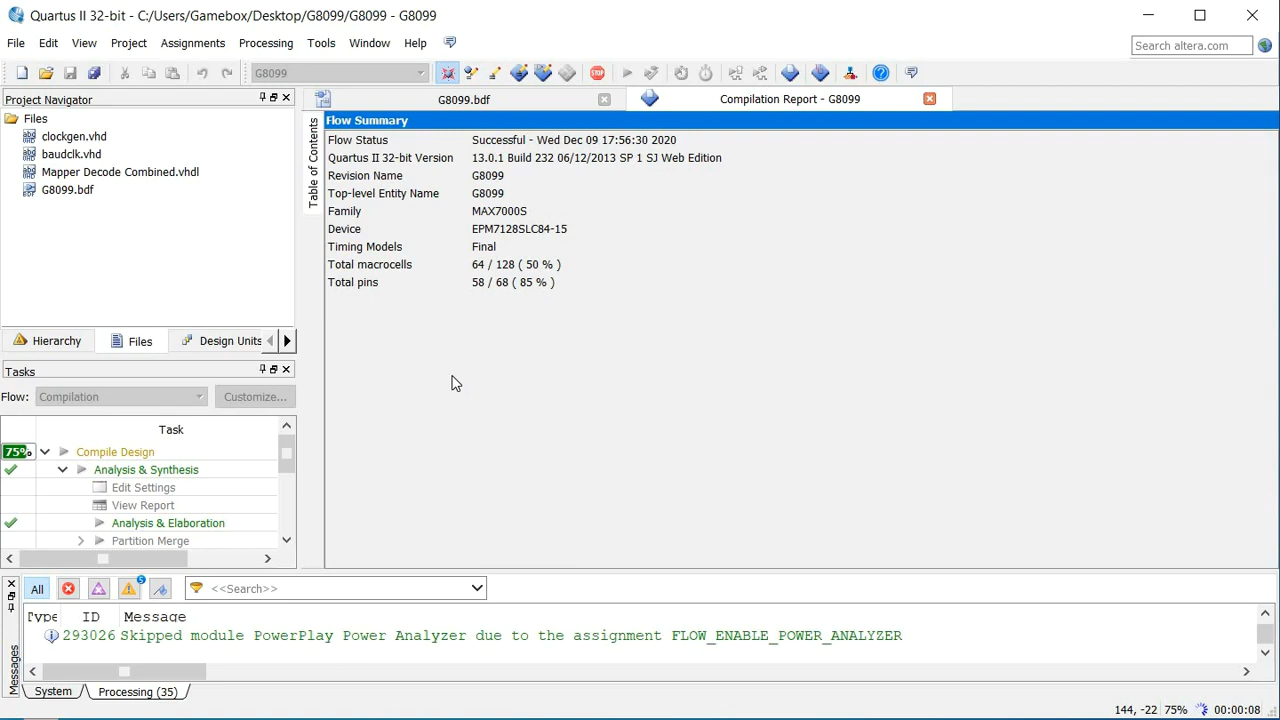 Quartus II 32-bit - C:/Users/Gamebox/Desktop/G8099/G8099 - G8099
File Edit View Project Assignments Processing Tools Window Help
Search altera.com
G8099
Project Navigator
Files
clockgen.vhd
baudclk.vhd
Mapper Decode Combined.vhdl
G8099.bdf
Hierarchy Files Design Units
Tasks
Flow: Compilation Customize...
Task
75% Compile Design
Analysis & Synthesis
Edit Settings
View Report
Analysis & Elaboration
Partition Merge
G8099.bdf Compilation Report - G8099
Table of Contents
Flow Summary
Flow Status Successful - Wed Dec 09 17:56:30 2020
Quartus II 32-bit Version 13.0.1 Build 232 06/12/2013 SP 1 SJ Web Edition
Revision Name G8099
Top-level Entity Name G8099
Family MAX7000S
Device EPM7128SLC84-15
Timing Models Final
Total macrocells 64 / 128 ( 50 % )
Total pins 58 / 68 ( 85 % )
All 5 <<Search>>
Type ID Message
293026 Skipped module PowerPlay Power Analyzer due to the assignment FLOW_ENABLE_POWER_ANALYZER
Messages
System Processing (35)
144, -22 75% 00:00:08